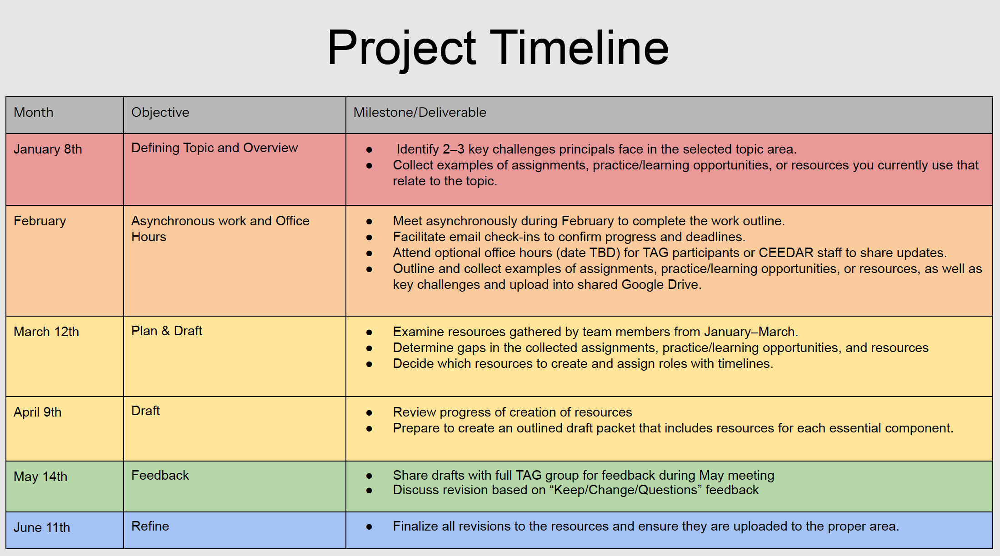 Project Timeline
Month
Objective
Milestone/Deliverable
January 8th
Defining Topic and Overview
● Identify 2–3 key challenges principals face in the selected topic area.
● Collect examples of assignments, practice/learning opportunities, or resources you currently use that
relate to the topic.
February
Asynchronous work and Office
Hours
● Meet asynchronously during February to complete the work outline.
● Facilitate email check-ins to confirm progress and deadlines.
● Attend optional office hours (date TBD) for TAG participants or CEEDAR staff to share updates.
● Outline and collect examples of assignments, practice/learning opportunities, or resources, as well as
key challenges and upload into shared Google Drive.
March 12th
Plan & Draft
● Examine resources gathered by team members from January–March.
● Determine gaps in the collected assignments, practice/learning opportunities, and resources
● Decide which resources to create and assign roles with timelines.
April 9th
Draft
● Review progress of creation of resources
● Prepare to create an outlined draft packet that includes resources for each essential component.
May 14th
Feedback
● Share drafts with full TAG group for feedback during May meeting
● Discuss revision based on “Keep/Change/Questions” feedback
June 11th
Refine
● Finalize all revisions to the resources and ensure they are uploaded to the proper area.